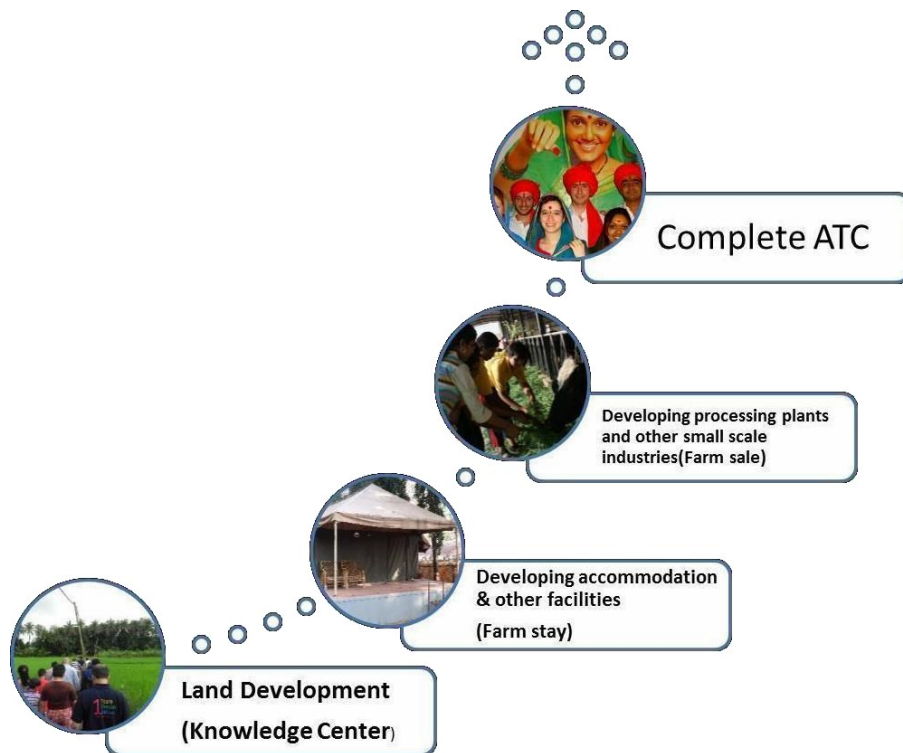 Complete ATC
Developing processing plants
and other small scale
industries(Farm sale)
Developing accommodation
& other facilities
(Farm stay)
Land Development
(Knowledge Center)